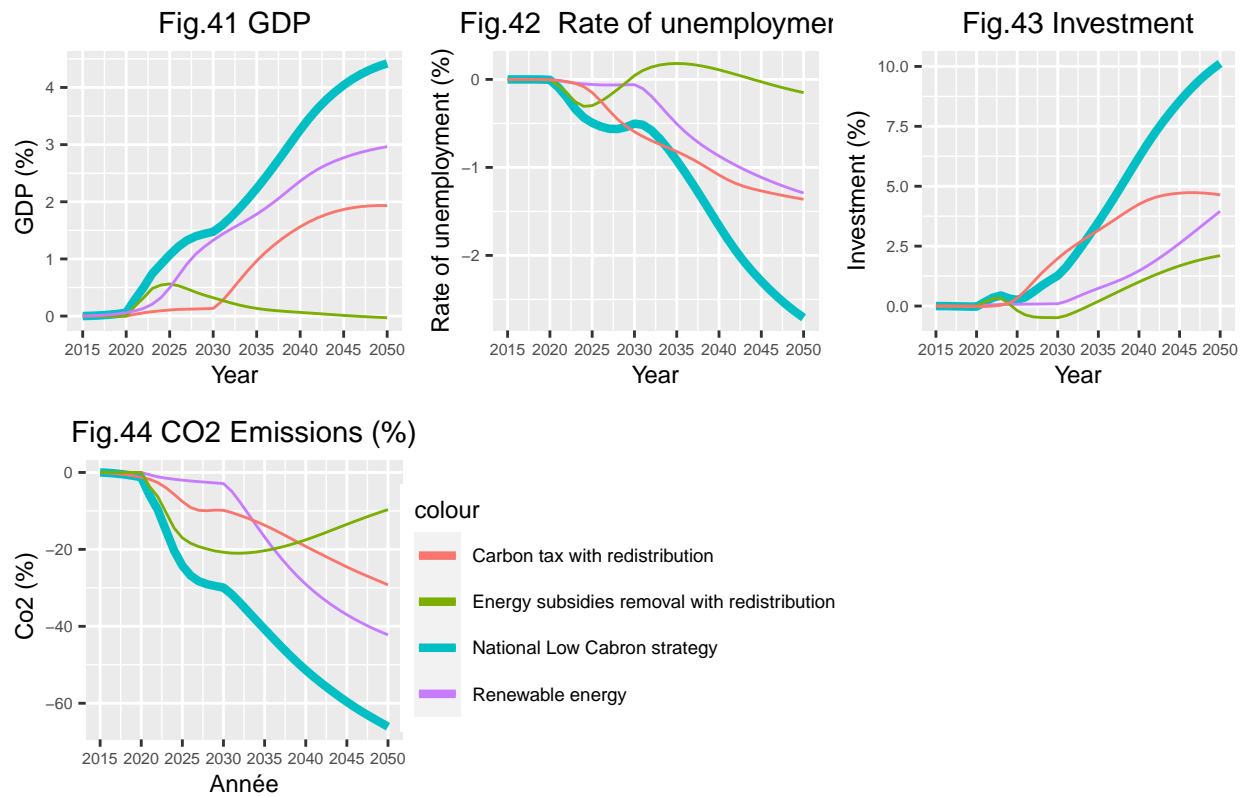 Fig.41 GDP
GDP (%)
4
3
2
1
0
2015 2020 2025 2030 2035 2040 2045 2050
Year
Fig.42 Rate of unemploymer
Rate of unemployment (%)
0
−1
−2
2015 2020 2025 2030 2035 2040 2045 2050
Year
Fig.43 Investment
Investment (%)
10.0
7.5
5.0
2.5
0.0
2015 2020 2025 2030 2035 2040 2045 2050
Year
Fig.44 CO2 Emissions (%)
Co2 (%)
0
−20
−40
−60
2015 2020 2025 2030 2035 2040 2045 2050
Année
colour
Carbon tax with redistribution
Energy subsidies removal with redistribution
National Low Cabron strategy
Renewable energy